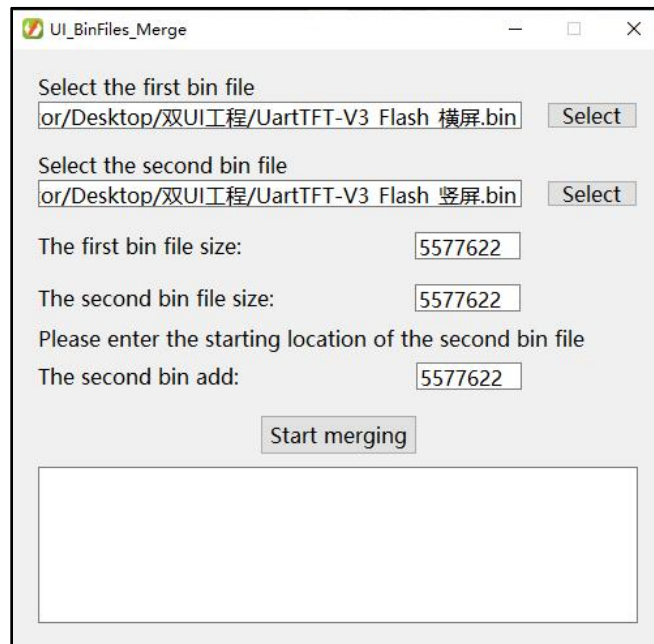 UI_BinFiles_Merge
Select the first bin file
or/Desktop/双UI工程/UartTFT-V3_Flash_横屏.bin
Select
Select the second bin file
or/Desktop/双UI工程/UartTFT-V3_Flash_竖屏.bin
Select
The first bin file size:
5577622
The second bin file size:
5577622
Please enter the starting location of the second bin file
The second bin add:
5577622
Start merging